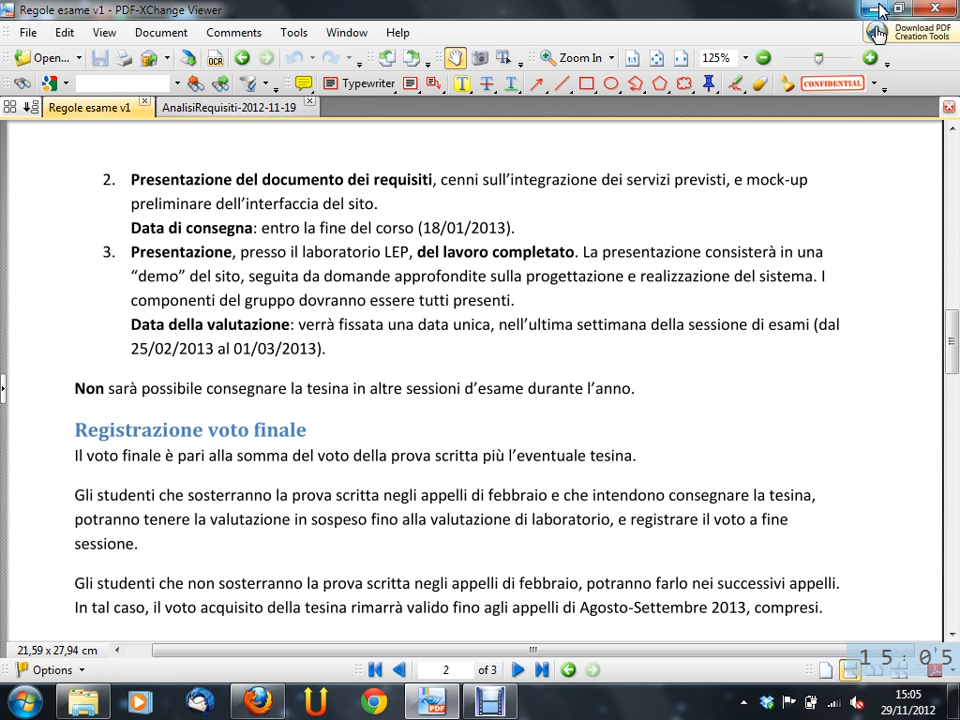 Regole esame v1 - PDF-XChange Viewer
File Edit View Document Comments Tools Window Help
Download PDF
Creation Tools
Open... OCR Zoom In 1:1 125%
Typewriter T T T CONFIDENTIAL
Regole esame v1 AnalisiRequisiti-2012-11-19
2. Presentazione del documento dei requisiti, cenni sull’integrazione dei servizi previsti, e mock-up
preliminare dell’interfaccia del sito.
Data di consegna: entro la fine del corso (18/01/2013).
3. Presentazione, presso il laboratorio LEP, del lavoro completato. La presentazione consisterà in una
“demo” del sito, seguita da domande approfondite sulla progettazione e realizzazione del sistema. I
componenti del gruppo dovranno essere tutti presenti.
Data della valutazione: verrà fissata una data unica, nell’ultima settimana della sessione di esami (dal
25/02/2013 al 01/03/2013).
Non sarà possibile consegnare la tesina in altre sessioni d’esame durante l’anno.
Registrazione voto finale
Il voto finale è pari alla somma del voto della prova scritta più l’eventuale tesina.
Gli studenti che sosterranno la prova scritta negli appelli di febbraio e che intendono consegnare la tesina,
potranno tenere la valutazione in sospeso fino alla valutazione di laboratorio, e registrare il voto a fine
sessione.
Gli studenti che non sosterranno la prova scritta negli appelli di febbraio, potranno farlo nei successivi appelli.
In tal caso, il voto acquisito della tesina rimarrà valido fino agli appelli di Agosto-Settembre 2013, compresi.
21,59 x 27,94 cm
15:05
Options 2 of 3
15:05
29/11/2012